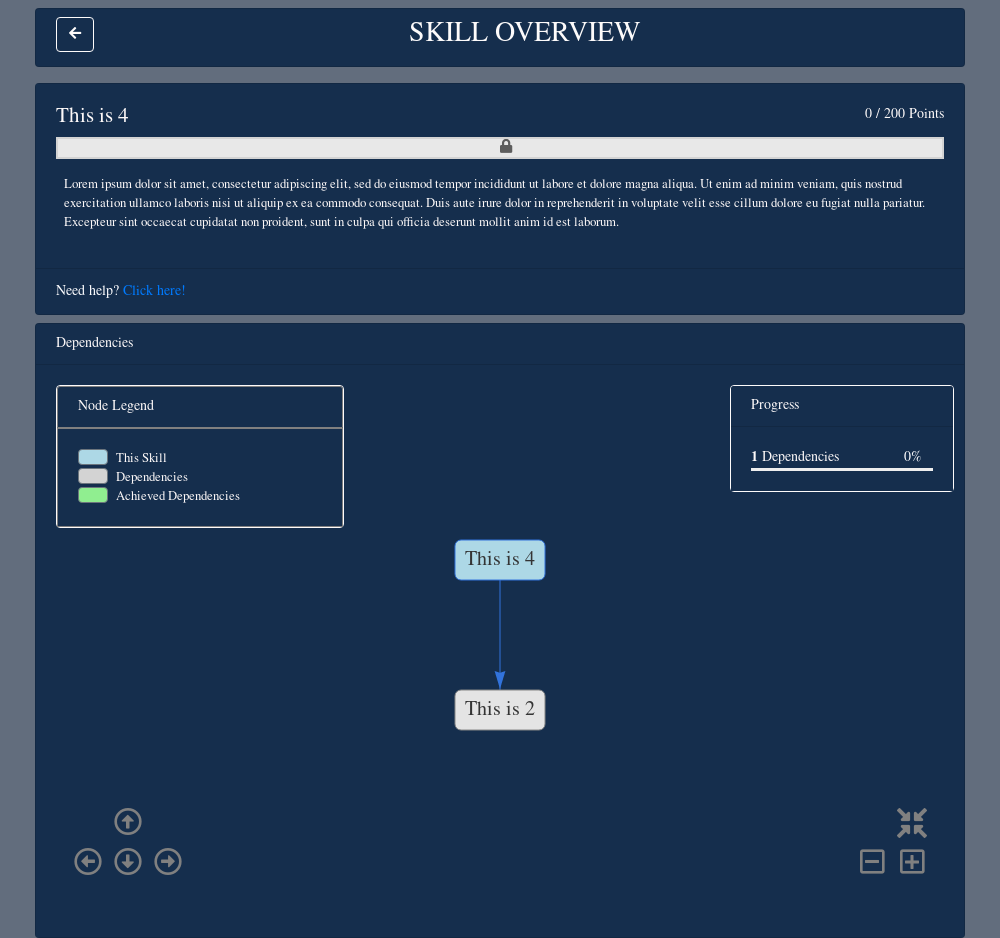 SKILL OVERVIEW
This is 4
0 / 200 Points
Lorem ipsum dolor sit amet, consectetur adipiscing elit, sed do eiusmod tempor incididunt ut labore et dolore magna aliqua. Ut enim ad minim veniam, quis nostrud
exercitation ullamco laboris nisi ut aliquip ex ea commodo consequat. Duis aute irure dolor in reprehenderit in voluptate velit esse cillum dolore eu fugiat nulla pariatur.
Excepteur sint occaecat cupidatat non proident, sunt in culpa qui officia deserunt mollit anim id est laborum.
Need help? Click here!
Dependencies
Node Legend
This Skill
Dependencies
Achieved Dependencies
Progress
1 Dependencies 0%
This is 4
This is 2